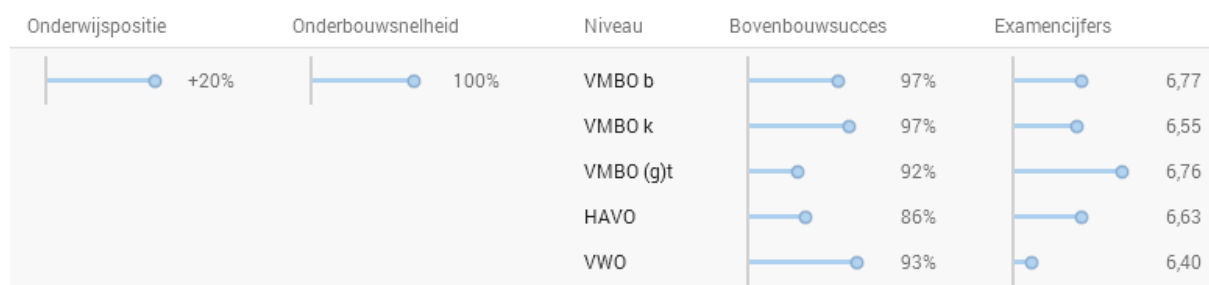 Onderwijspositie Onderbouwsnelheid Niveau Bovenbouwsucces Examencijfers
+20% 100% VMBO b 97% 6,77
VMBO k 97% 6,55
VMBO (g)t 92% 6,76
HAVO 86% 6,63
VWO 93% 6,40